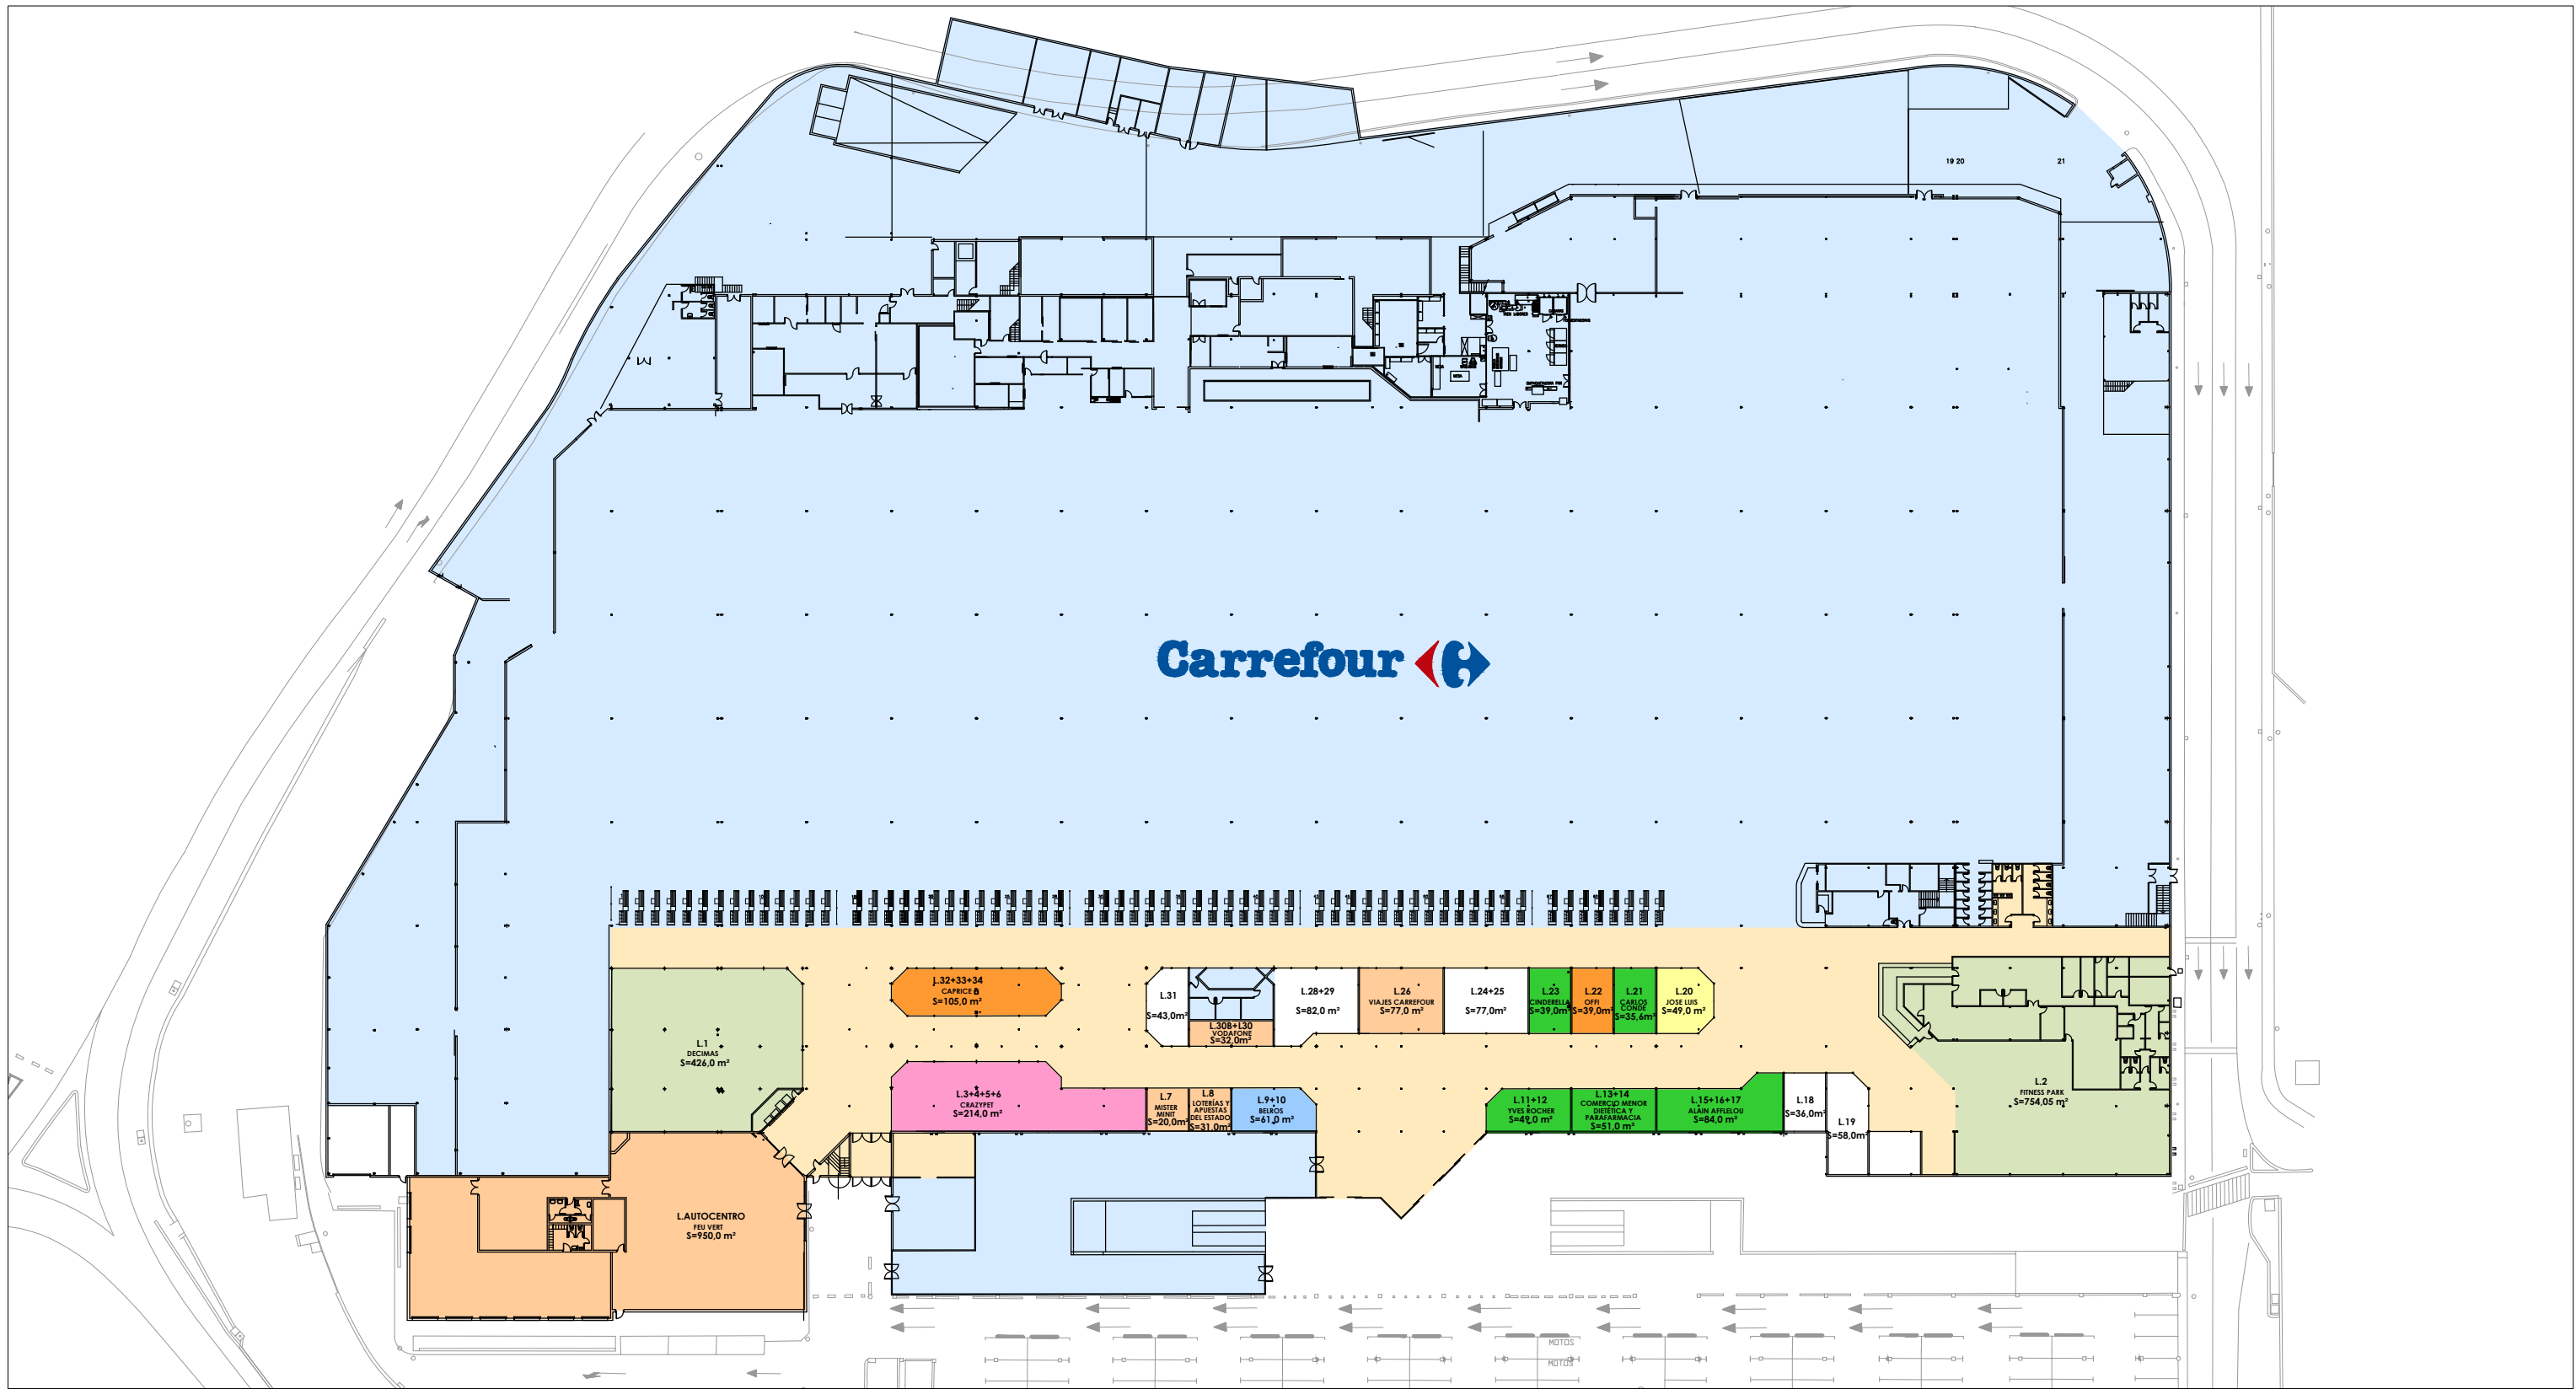 19 20
21
Carrefour
L.32+33+34
CAPRICE
S=105,0 m²
L.31
S=43,0m²
L.30B+L30
VODAFONE
S=32,0m²
L.28+29
S=82,0 m²
L.26
VIAJES CARREFOUR
S=77,0 m²
L.24+25
S=77,0m²
L.23
CINDERELLA
S=39,0m²
L.22
OFFI
S=39,0m²
L.21
CARLOS
CONDE
S=35,6m²
L.20
JOSE LUIS
S=49,0 m²
L.1
DECIMAS
S=426,0 m²
L.3+4+5+6
CRAZYPET
S=214,0 m²
L.7
MISTER
MINIT
S=20,0m²
L.8
LOTERÍAS Y
APUESTAS
DEL ESTADO
S=31,0m²
L.9+10
BELROS
S=61,0 m²
L.11+12
YVES ROCHER
S=49,0 m²
L.13+14
COMERCIO MENOR
DIETÉTICA Y
PARAFARMACIA
S=51,0 m²
L.15+16+17
ALAIN AFFLELOU
S=84,0 m²
L.18
S=36,0m²
L.19
S=58,0m²
L.2
FITNESS PARK
S=754,05 m²
L.AUTOCENTRO
FEU VERT
S=950,0 m²
MOTOS
MOTOS